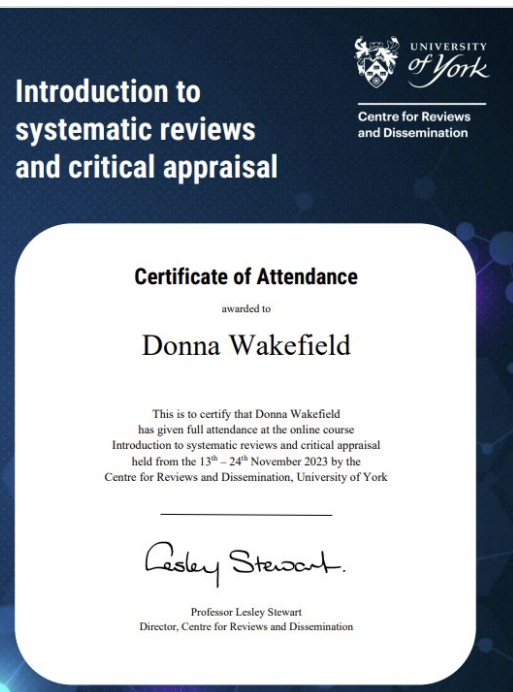 UNIVERSITY
of York
Centre for Reviews
and Dissemination
Introduction to
systematic reviews
and critical appraisal
Certificate of Attendance
awarded to
Donna Wakefield
This is to certify that Donna Wakefield
has given full attendance at the online course
Introduction to systematic reviews and critical appraisal
held from the 13th – 24th November 2023 by the
Centre for Reviews and Dissemination, University of York
Lesley Stewart.
Professor Lesley Stewart
Director, Centre for Reviews and Dissemination